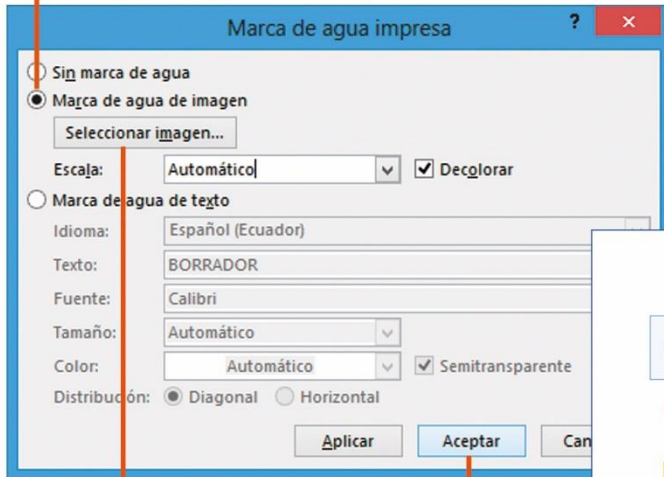 Marca de agua impresa ? ×
Sin marca de agua
Marca de agua de imagen
Seleccionar imagen...
Escala: Automático Decolorar
Marca de agua de texto
Idioma: Español (Ecuador)
Texto: BORRADOR
Fuente: Calibri
Tamaño: Automático
Color: Automático Semitransparente
Distribución: Diagonal Horizontal
Aplicar Aceptar Can